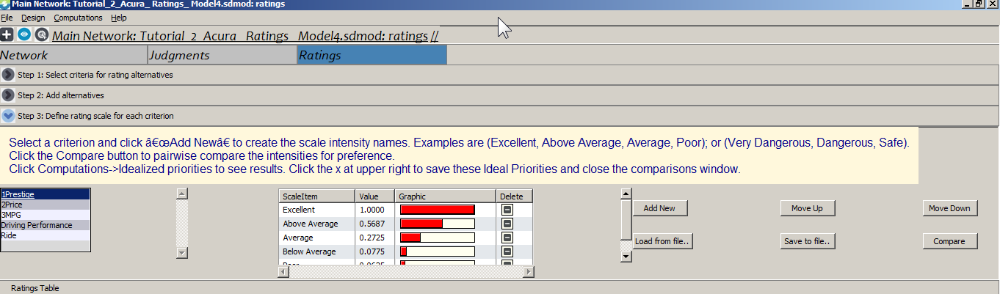 Main Network: Tutorial_2_Acura_ Ratings_ Model4.sdmod: ratings
File Design Computations Help
Main Network: Tutorial_2_Acura_ Ratings_ Model4.sdmod: ratings //
Network Judgments Ratings
Step 1: Select criteria for rating alternatives
Step 2: Add alternatives
Step 3: Define rating scale for each criterion
Select a criterion and click â€œAdd Newâ€ to create the scale intensity names. Examples are (Excellent, Above Average, Average, Poor); or (Very Dangerous, Dangerous, Safe).
Click the Compare button to pairwise compare the intensities for preference.
Click Computations->Idealized priorities to see results. Click the x at upper right to save these Ideal Priorities and close the comparisons window.
1Prestige
2Price
3MPG
Driving Performance
Ride
ScaleItem Value Graphic Delete
Excellent 1.0000
Above Average 0.5687
Average 0.2725
Below Average 0.0775
Add New Move Up Move Down
Load from file.. Save to file.. Compare
Ratings Table